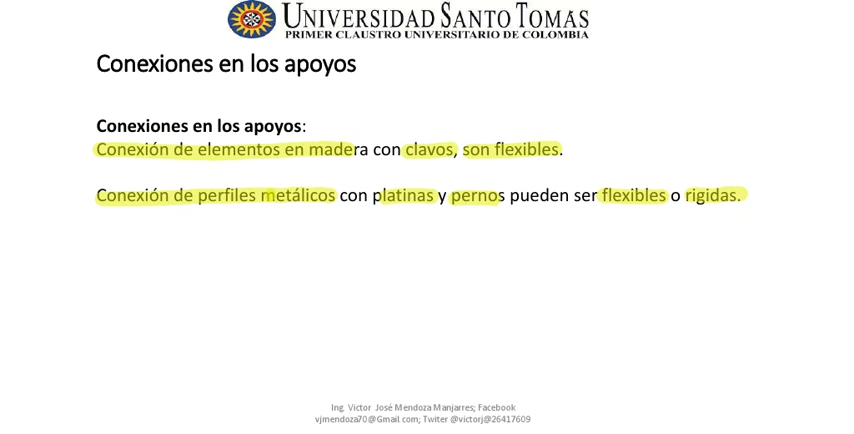 UNIVERSIDAD SANTO TOMAS
PRIMER CLAUSTRO UNIVERSITARIO DE COLOMBIA
Conexiones en los apoyos
Conexiones en los apoyos:
Conexión de elementos en madera con clavos, son flexibles.
Conexión de perfiles metálicos con platinas y pernos pueden ser flexibles o rigidas.
Ing. Victor José Mendoza Manjarres; Facebook
vjmendoza70@Gmail.com; Twiter @victorj@26417609